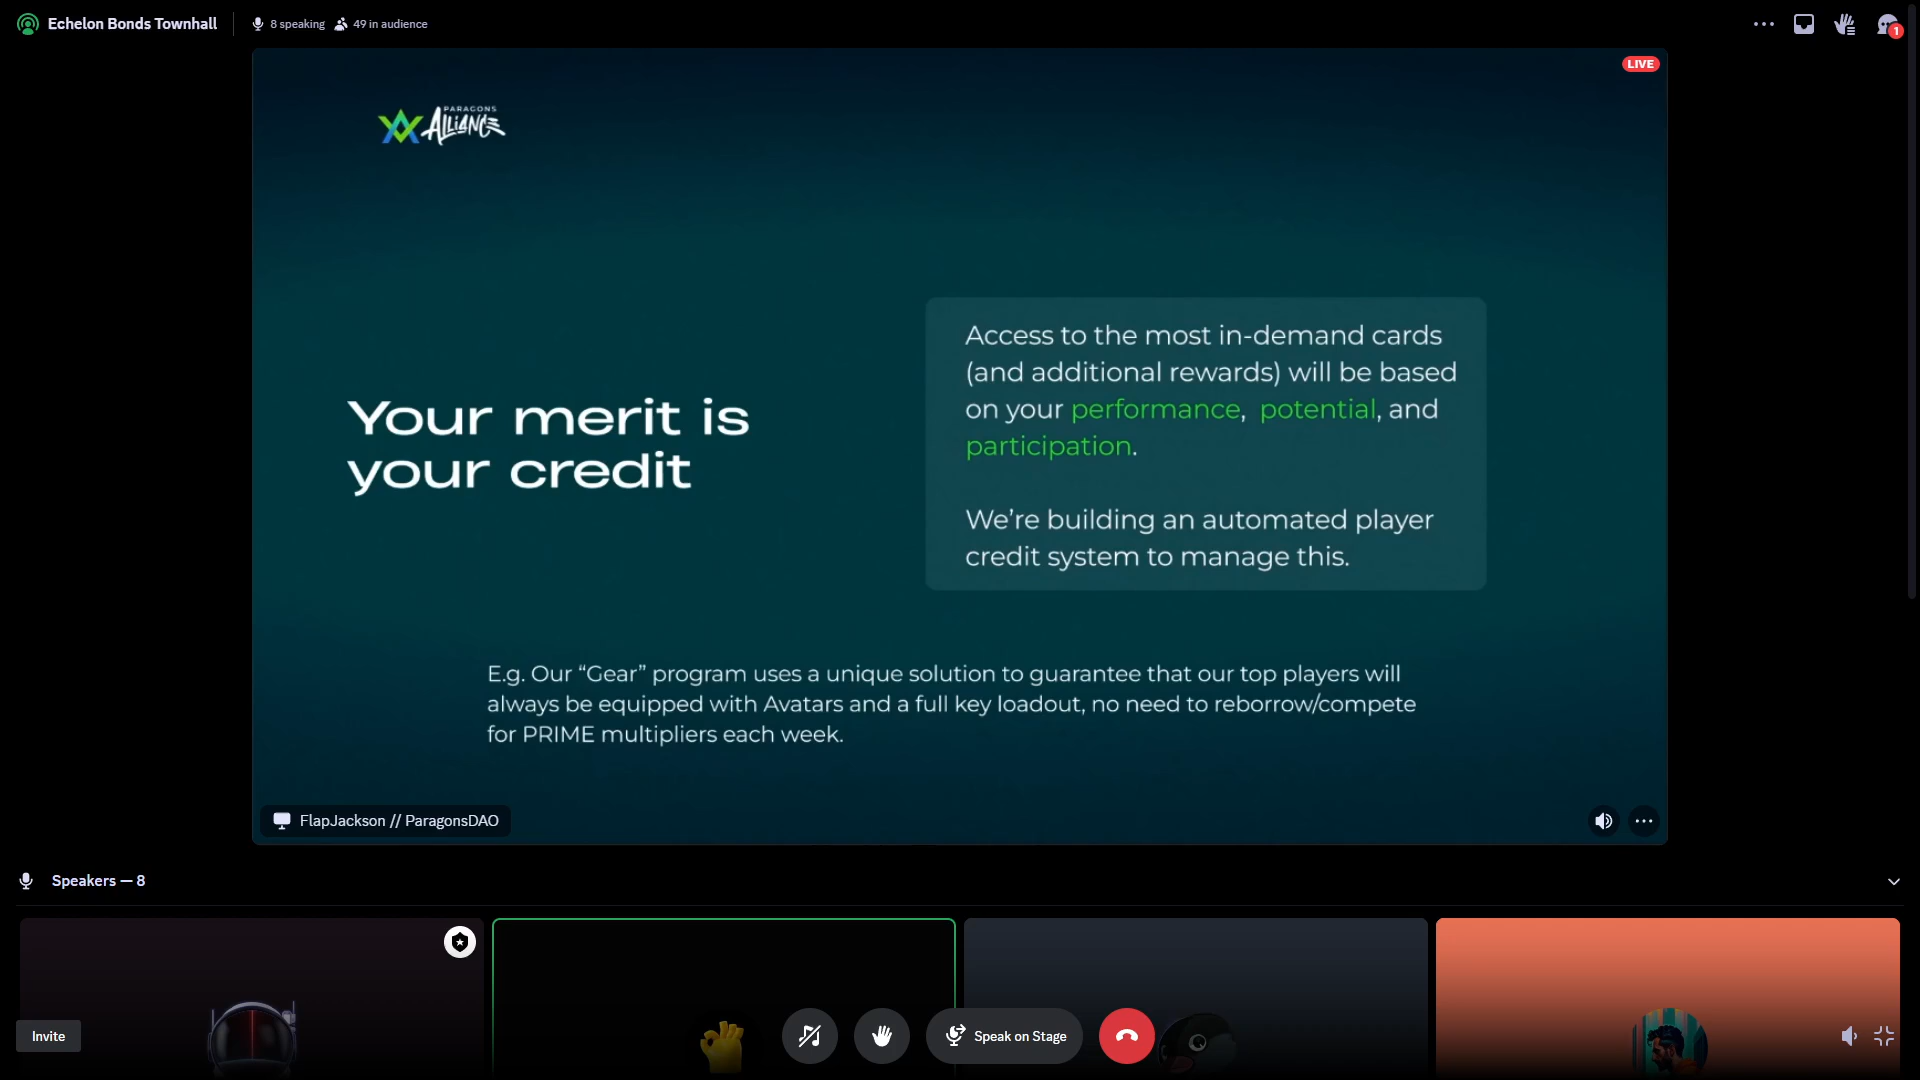 Echelon Bonds Townhall
8 speaking
49 in audience
1
LIVE
PARAGONS
ALLIANCE
Your merit is
your credit
Access to the most in-demand cards
(and additional rewards) will be based
on your performance, potential, and
participation.
We’re building an automated player
credit system to manage this.
E.g. Our “Gear” program uses a unique solution to guarantee that our top players will
always be equipped with Avatars and a full key loadout, no need to reborrow/compete
for PRIME multipliers each week.
FlapJackson // ParagonsDAO
Speakers — 8
Invite
Speak on Stage